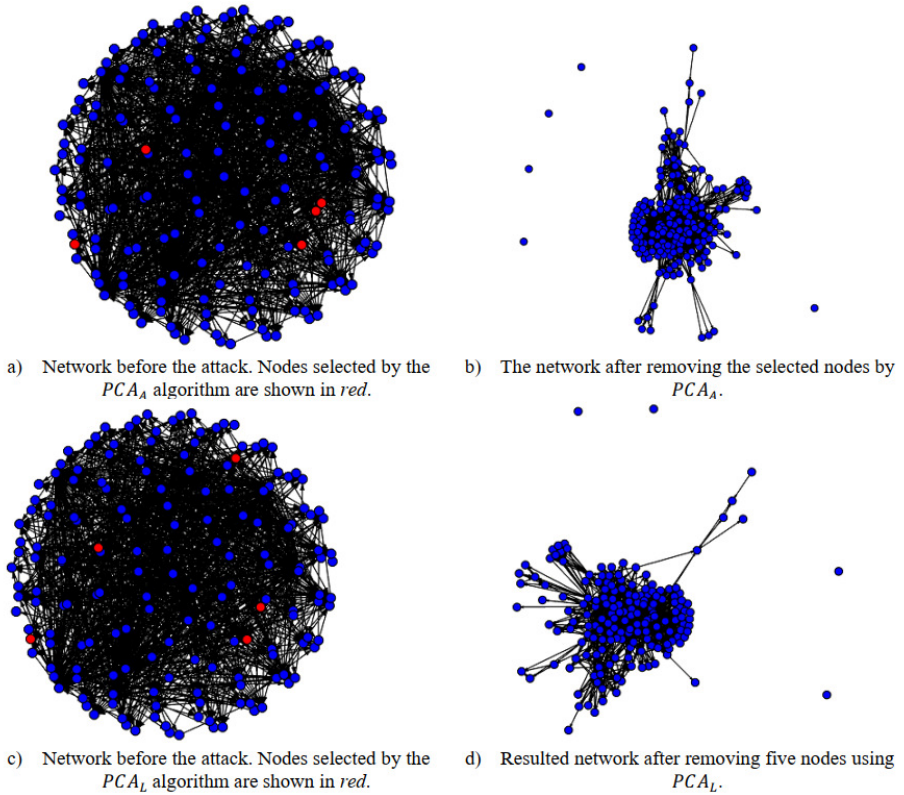 a) Network before the attack. Nodes selected by the
PCA_A algorithm are shown in red.
b) The network after removing the selected nodes by
PCA_A.
c) Network before the attack. Nodes selected by the
PCA_L algorithm are shown in red.
d) Resulted network after removing five nodes using
PCA_L.